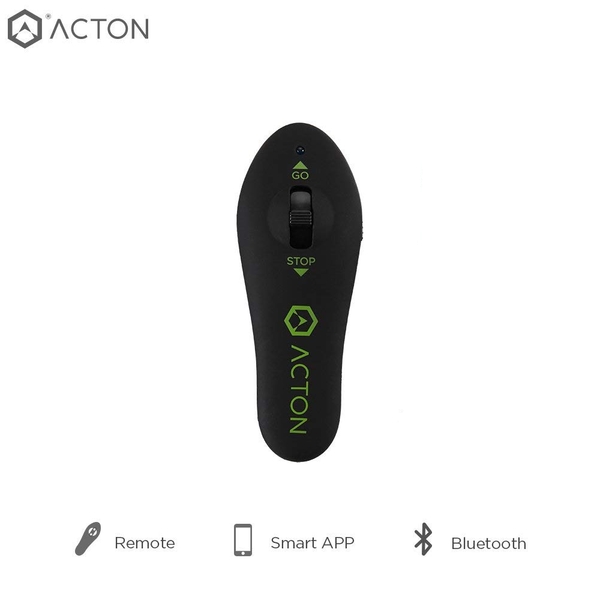 ® ACTON
GO
STOP
ACTON
Remote
Smart APP
Bluetooth